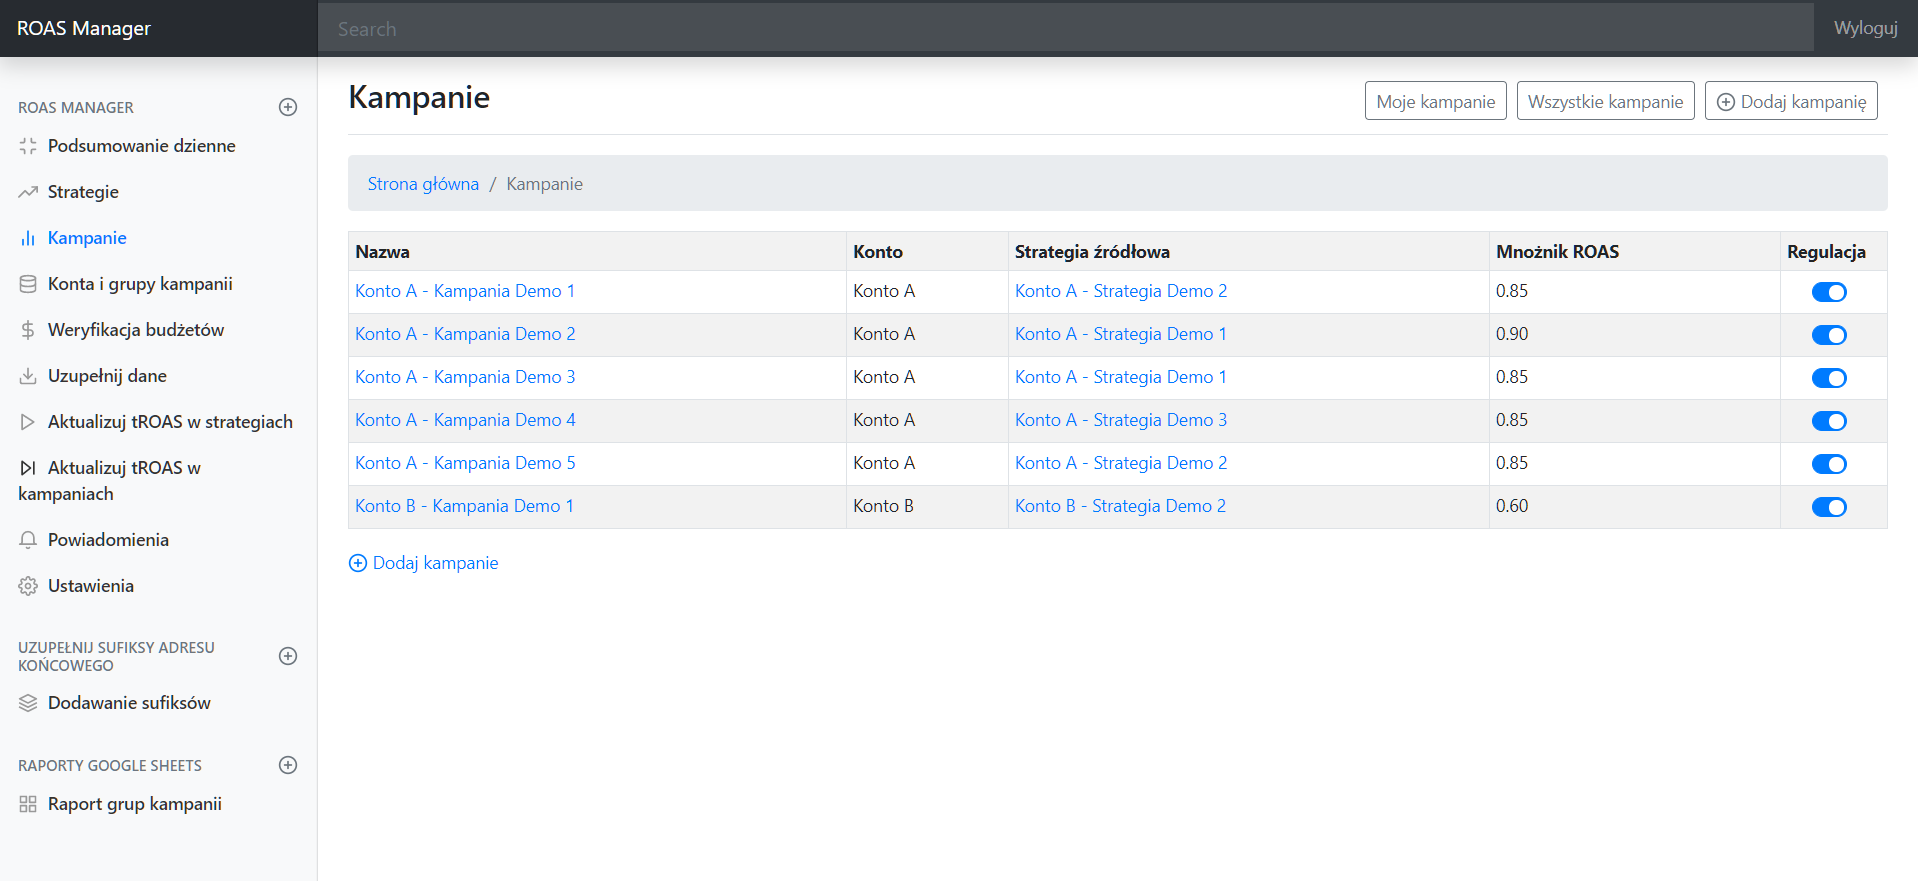 ROAS Manager
Search
Wyloguj
ROAS MANAGER
Podsumowanie dzienne
Strategie
Kampanie
Konta i grupy kampanii
Weryfikacja budżetów
Uzupełnij dane
Aktualizuj tROAS w strategiach
Aktualizuj tROAS w
kampaniach
Powiadomienia
Ustawienia
UZUPEŁNIJ SUFIKSY ADRESU
KOŃCOWEGO
Dodawanie sufiksów
RAPORTY GOOGLE SHEETS
Raport grup kampanii
Kampanie
Moje kampanie
Wszystkie kampanie
Dodaj kampanię
Strona główna / Kampanie
Nazwa Konto Strategia źródłowa Mnożnik ROAS Regulacja
Konto A - Kampania Demo 1 Konto A Konto A - Strategia Demo 2 0.85
Konto A - Kampania Demo 2 Konto A Konto A - Strategia Demo 1 0.90
Konto A - Kampania Demo 3 Konto A Konto A - Strategia Demo 1 0.85
Konto A - Kampania Demo 4 Konto A Konto A - Strategia Demo 3 0.85
Konto A - Kampania Demo 5 Konto A Konto A - Strategia Demo 2 0.85
Konto B - Kampania Demo 1 Konto B Konto B - Strategia Demo 2 0.60
Dodaj kampanie